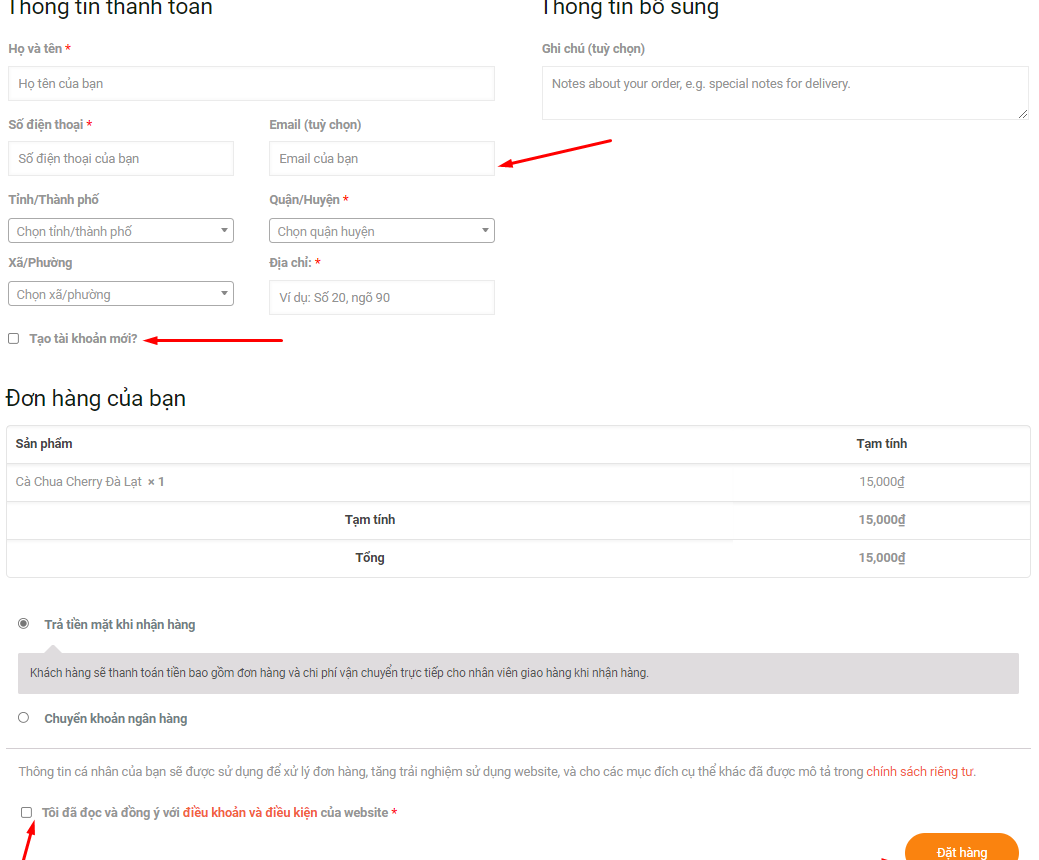 Thông tin thanh toán
Thông tin bổ sung
Họ và tên *
Họ tên của bạn
Số điện thoại *
Email (tuỳ chọn)
Số điện thoại của bạn
Email của bạn
Tỉnh/Thành phố
Quận/Huyện *
Chọn tỉnh/thành phố
Chọn quận huyện
Xã/Phường
Địa chỉ: *
Chọn xã/phường
Ví dụ: Số 20, ngõ 90
Tạo tài khoản mới?
Ghi chú (tuỳ chọn)
Notes about your order, e.g. special notes for delivery.
Đơn hàng của bạn
Sản phẩm Tạm tính
Cà Chua Cherry Đà Lạt × 1 15,000₫
Tạm tính 15,000₫
Tổng 15,000₫
Trả tiền mặt khi nhận hàng
Khách hàng sẽ thanh toán tiền bao gồm đơn hàng và chi phí vận chuyển trực tiếp cho nhân viên giao hàng khi nhận hàng.
Chuyển khoản ngân hàng
Thông tin cá nhân của bạn sẽ được sử dụng để xử lý đơn hàng, tăng trải nghiệm sử dụng website, và cho các mục đích cụ thể khác đã được mô tả trong chính sách riêng tư.
Tôi đã đọc và đồng ý với điều khoản và điều kiện của website *
Đặt hàng